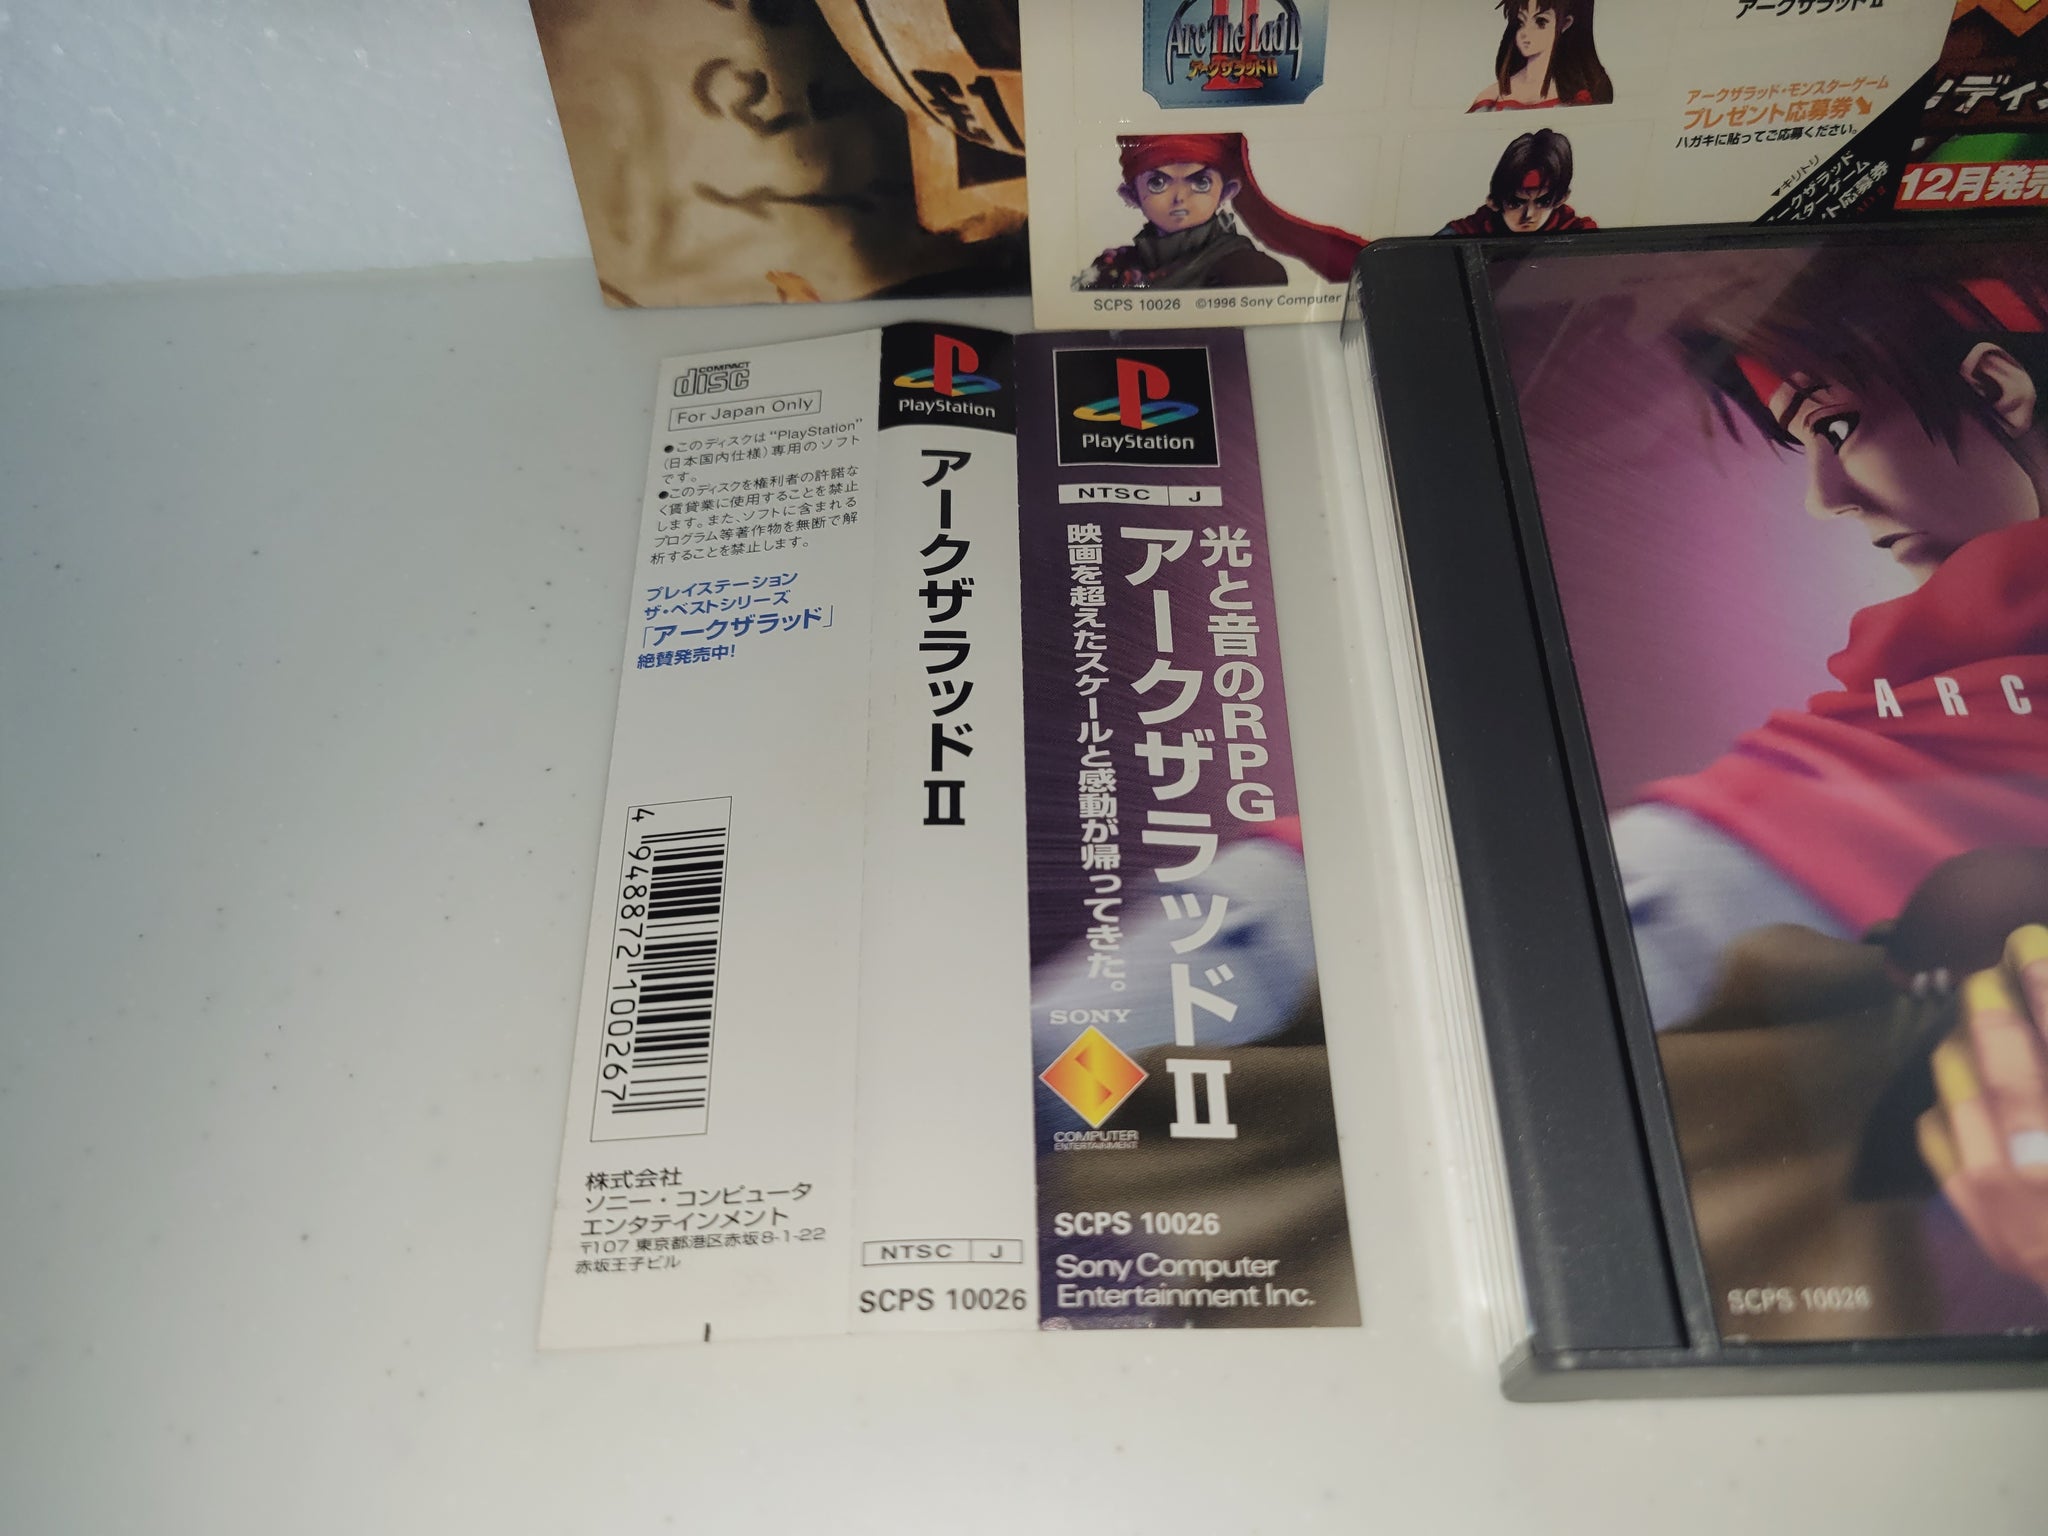 Arc The Lad II
アークザラッドII
アークザラッドII
アークザラッド・モンスターゲーム
プレゼント応募券
ハガキに貼ってご応募ください。
キリトリ
12月発売
SCPS 10026 ©1996 Sony Computer
COMPACT
disc
For Japan Only
●このディスクは"PlayStation"
(日本国内仕様)専用のソフト
です。
●このディスクを権利者の許諾な
く賃貸業に使用することを禁止
します。また、ソフトに含まれる
プログラム等著作物を無断で解
析することを禁止します。
プレイステーション
ザ・ベストシリーズ
「アークザラッド」
絶賛発売中!
4 948872 100267
株式会社
ソニー・コンピュータ
エンタテインメント
〒107 東京都港区赤坂8-1-22
赤坂王子ビル
PlayStation
アークザラッドII
NTSC J
SCPS 10026
PlayStation
NTSC J
光と音のRPG
アークザラッドII
映画を超えたスケールと感動が帰ってきた。
SONY
COMPUTER
ENTERTAINMENT
SCPS 10026
Sony Computer
Entertainment Inc.
ARC
SCPS 10026